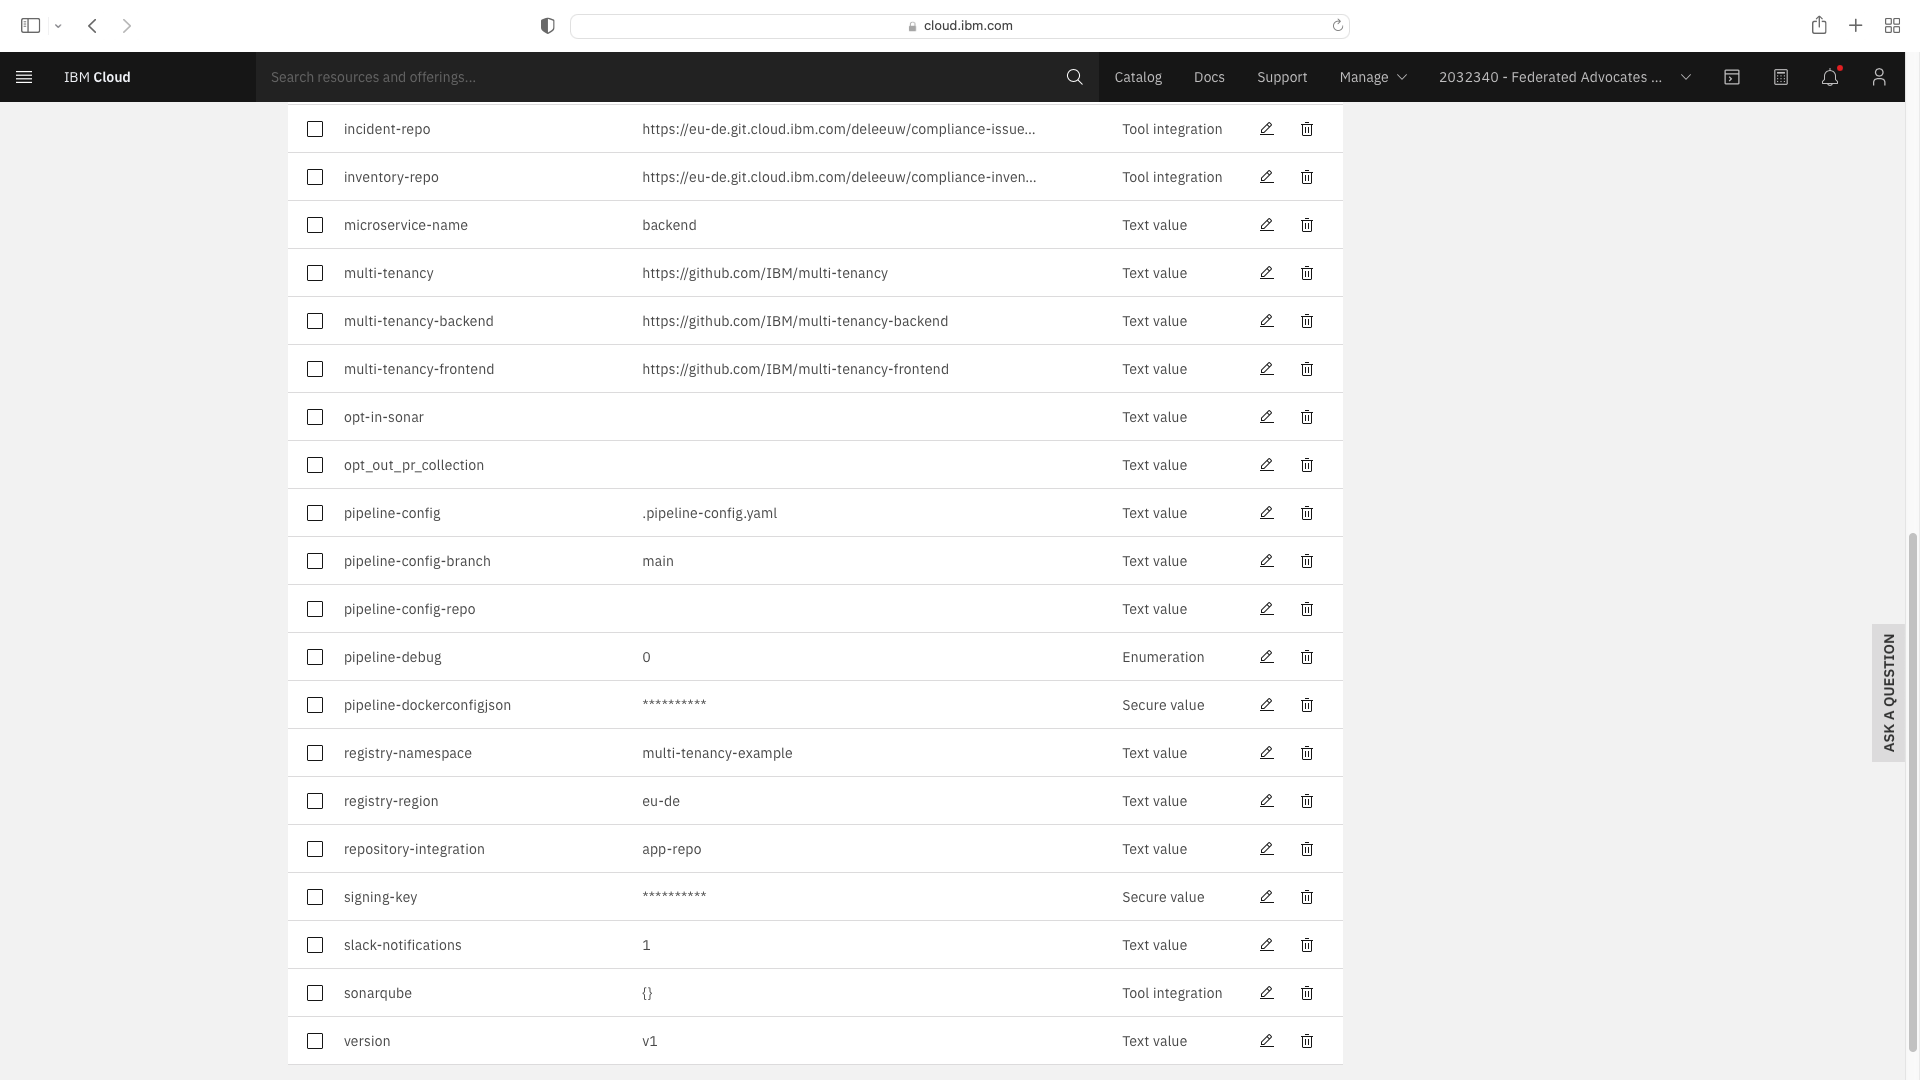 cloud.ibm.com
IBM Cloud
Search resources and offerings...
Catalog
Docs
Support
Manage
2032340 - Federated Advocates ...
incident-repo https://eu-de.git.cloud.ibm.com/deleeuw/compliance-issue... Tool integration
inventory-repo https://eu-de.git.cloud.ibm.com/deleeuw/compliance-inven... Tool integration
microservice-name backend Text value
multi-tenancy https://github.com/IBM/multi-tenancy Text value
multi-tenancy-backend https://github.com/IBM/multi-tenancy-backend Text value
multi-tenancy-frontend https://github.com/IBM/multi-tenancy-frontend Text value
opt-in-sonar Text value
opt_out_pr_collection Text value
pipeline-config .pipeline-config.yaml Text value
pipeline-config-branch main Text value
pipeline-config-repo Text value
pipeline-debug 0 Enumeration
pipeline-dockerconfigjson ********** Secure value
registry-namespace multi-tenancy-example Text value
registry-region eu-de Text value
repository-integration app-repo Text value
signing-key ********** Secure value
slack-notifications 1 Text value
sonarqube {} Tool integration
version v1 Text value
ASK A QUESTION